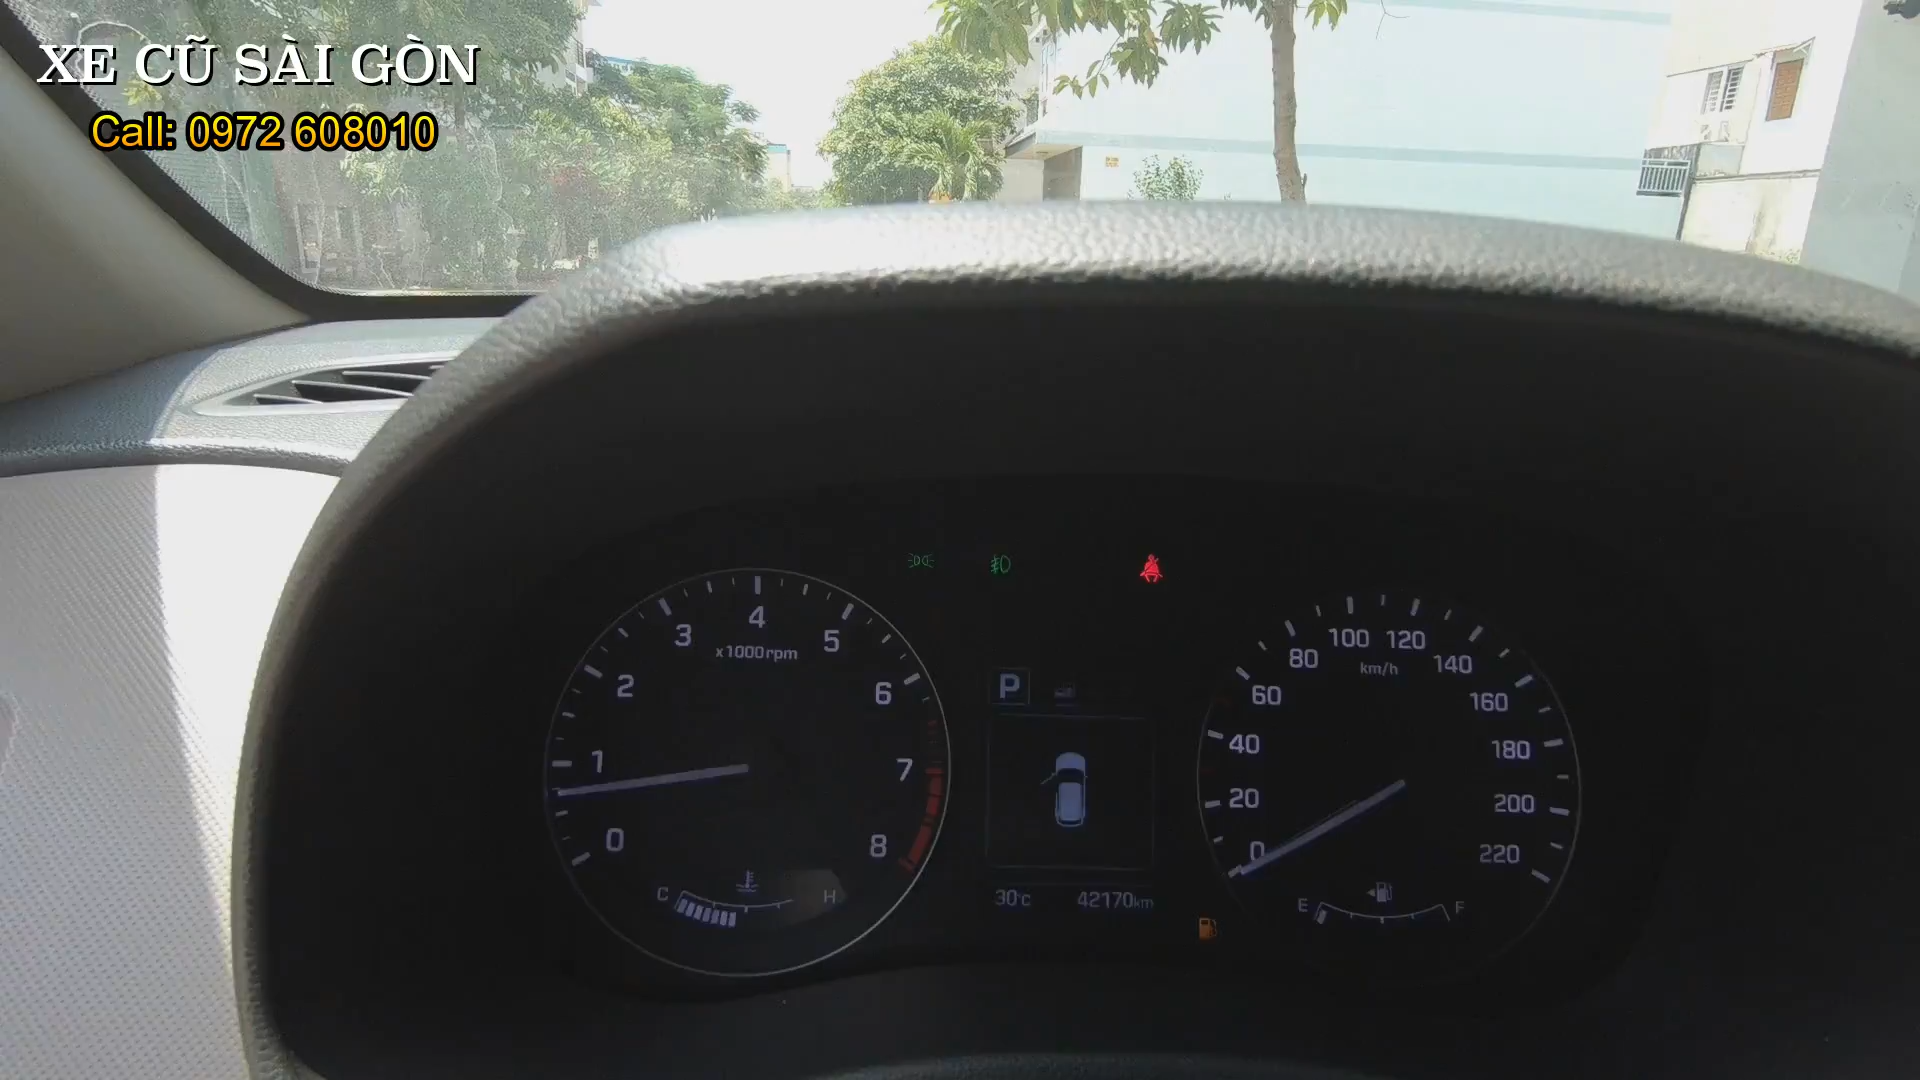 XE CŨ SÀI GÒN
Call: 0972 608010
4
3 5
x1000rpm
2 6
1 7
0 8
C H
P
30°C 42170km
100 120
80 km/h 140
60 160
40 180
20 200
0 220
E F